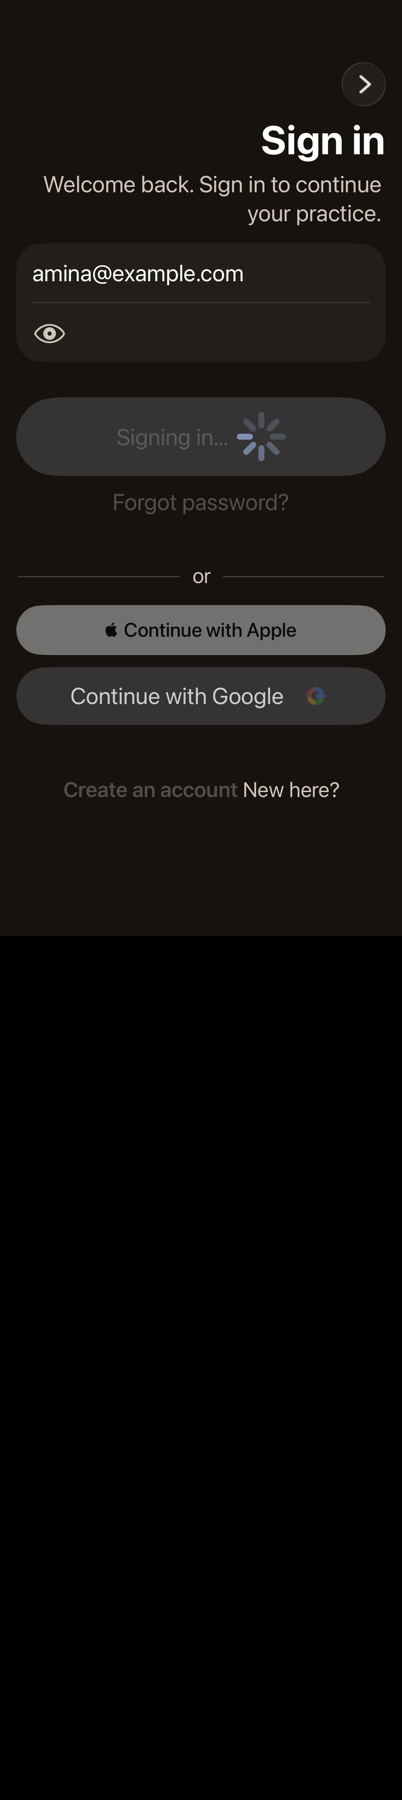 Sign in
Welcome back. Sign in to continue
your practice.
amina@example.com
Signing in...
Forgot password?
or
Continue with Apple
Continue with Google
Create an account New here?